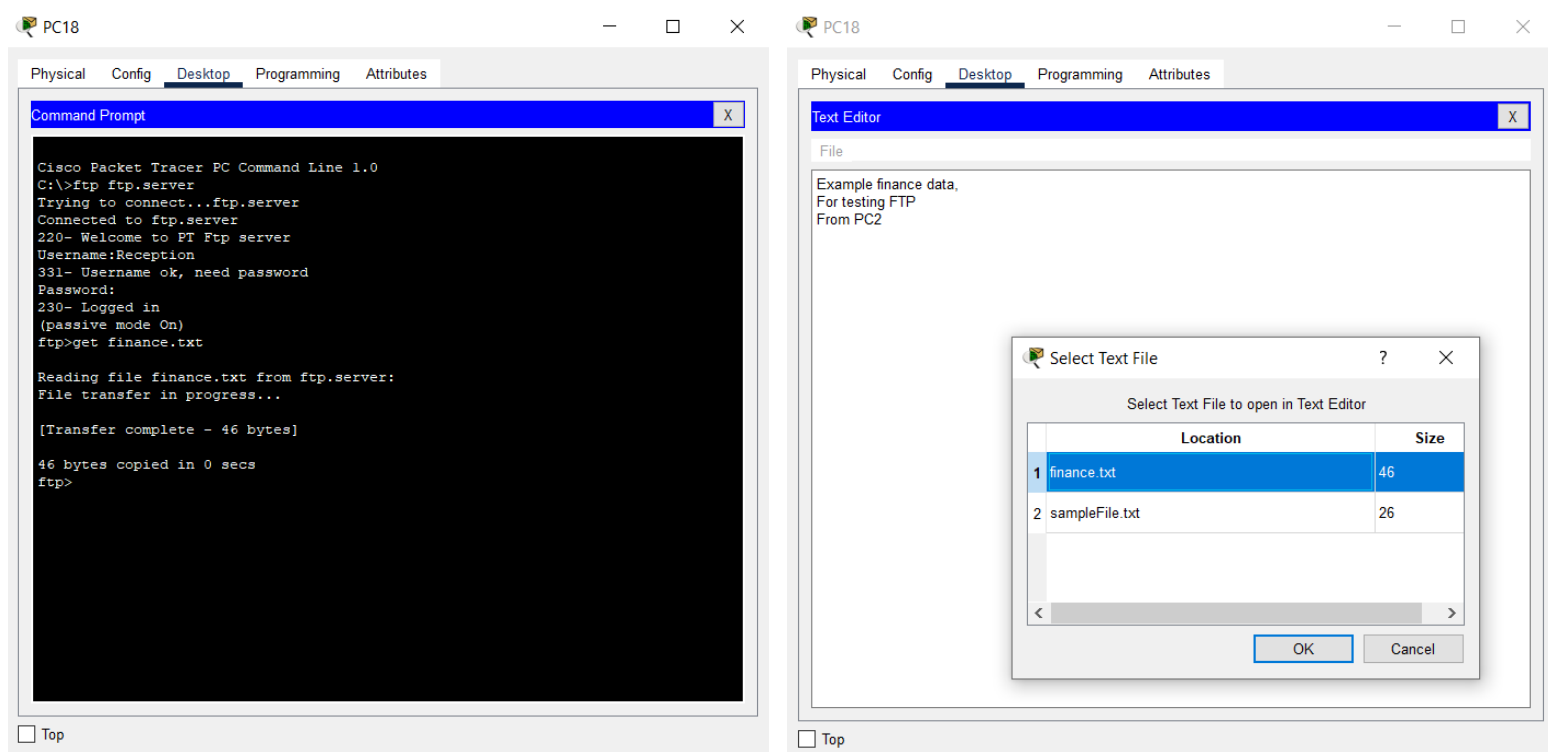 PC18
Physical Config Desktop Programming Attributes
Command Prompt
X
Cisco Packet Tracer PC Command Line 1.0
C:\>ftp ftp.server
Trying to connect...ftp.server
Connected to ftp.server
220- Welcome to PT Ftp server
Username:Reception
331- Username ok, need password
Password:
230- Logged in
(passive mode On)
ftp>get finance.txt
Reading file finance.txt from ftp.server:
File transfer in progress...
[Transfer complete - 46 bytes]
46 bytes copied in 0 secs
ftp>
Top
PC18
Physical Config Desktop Programming Attributes
Text Editor
X
File
Example finance data,
For testing FTP
From PC2
Select Text File
?
Select Text File to open in Text Editor
Location Size
1 finance.txt 46
2 sampleFile.txt 26
OK Cancel
Top